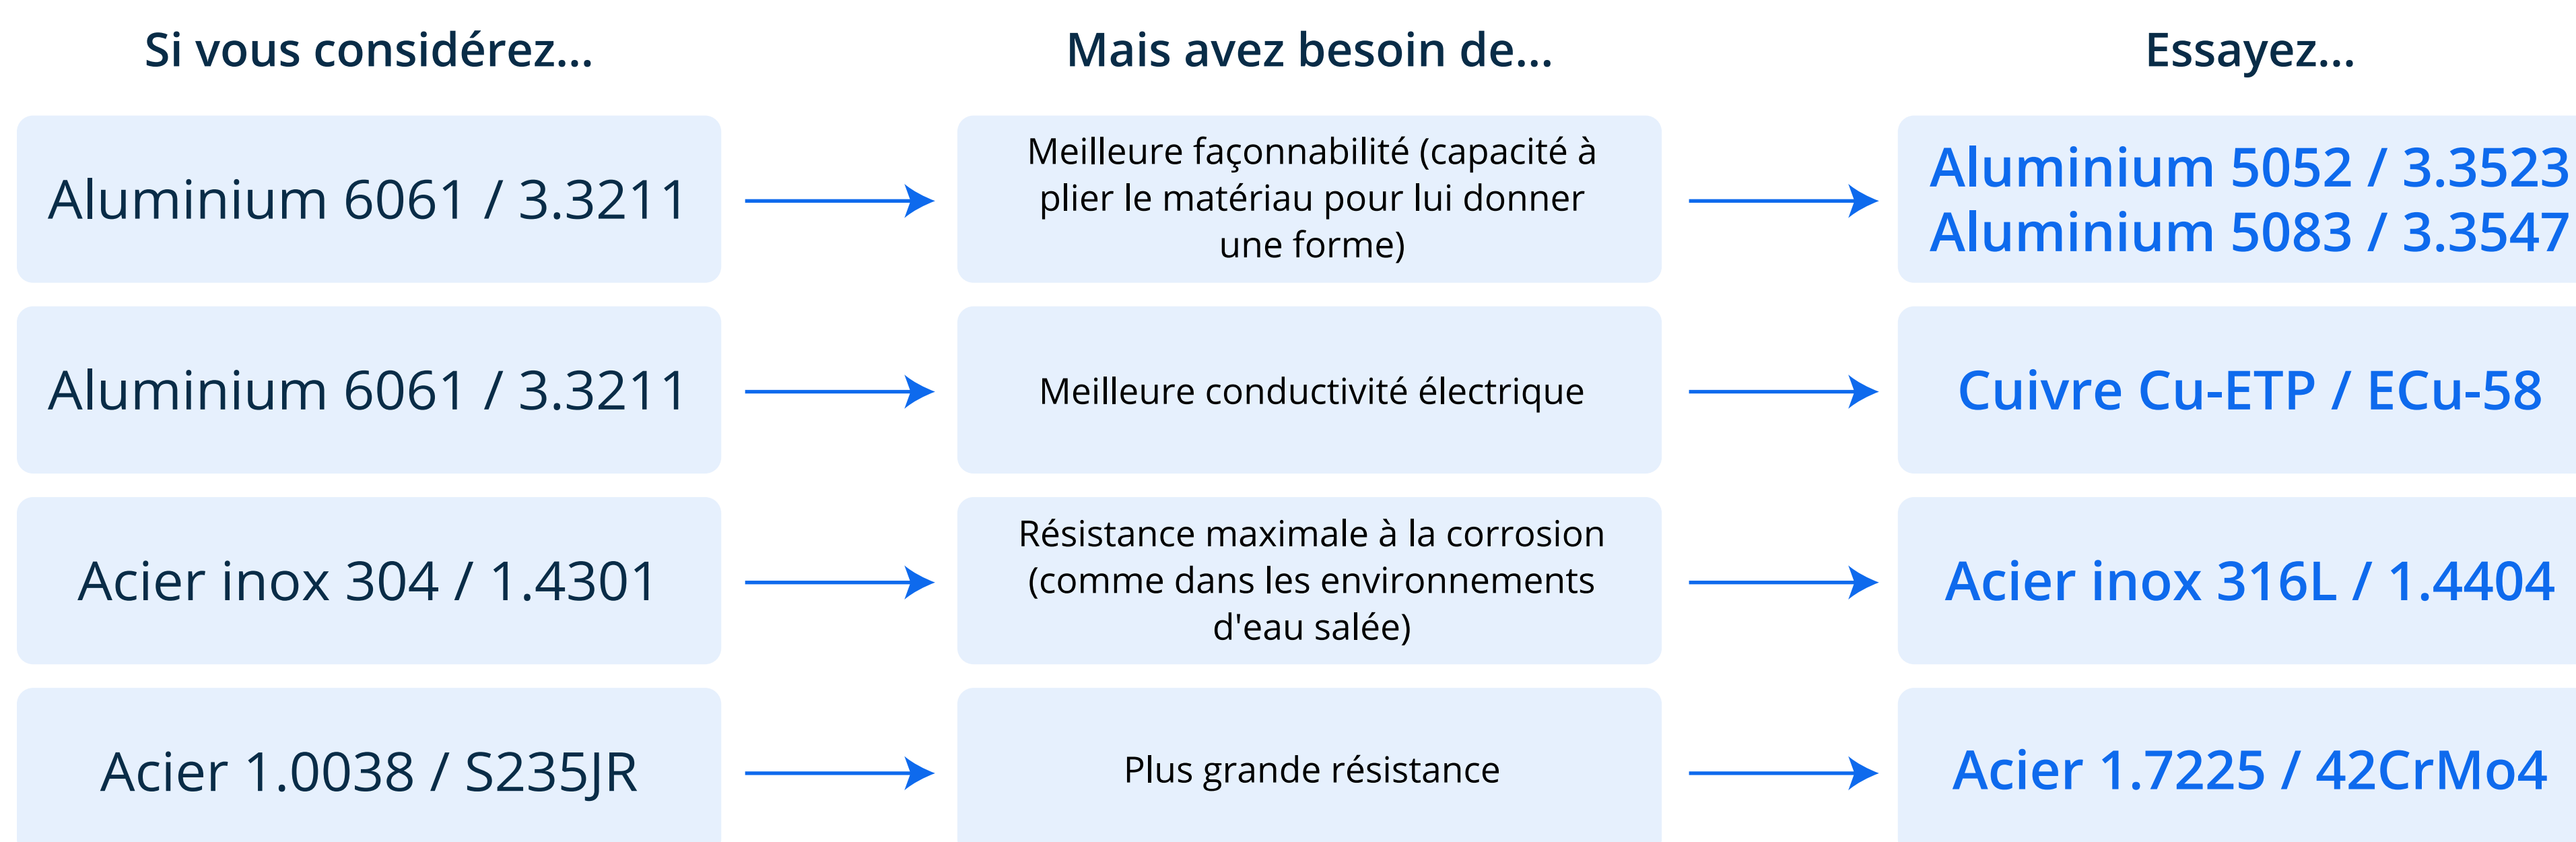 Si vous considérez...
Mais avez besoin de...
Essayez...
Aluminium 6061 / 3.3211
Meilleure façonnabilité (capacité à
plier le matériau pour lui donner
une forme)
Aluminium 5052 / 3.3523
Aluminium 5083 / 3.3547
Aluminium 6061 / 3.3211
Meilleure conductivité électrique
Cuivre Cu-ETP / ECu-58
Acier inox 304 / 1.4301
Résistance maximale à la corrosion
(comme dans les environnements
d'eau salée)
Acier inox 316L / 1.4404
Acier 1.0038 / S235JR
Plus grande résistance
Acier 1.7225 / 42CrMo4